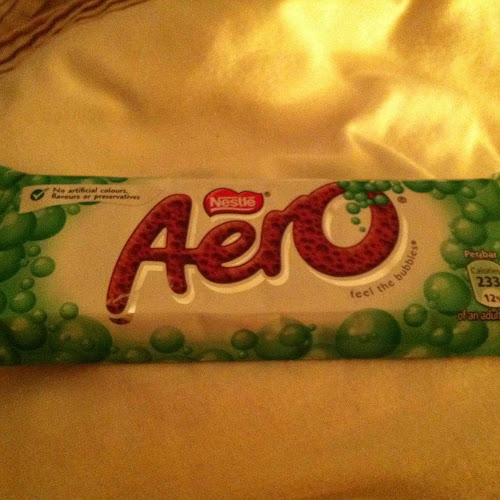 No artificial colours,
flavours or preservatives
Nestlé®
Aero®
feel the bubbles®
Per bar
Calories
233
12%
of an adult